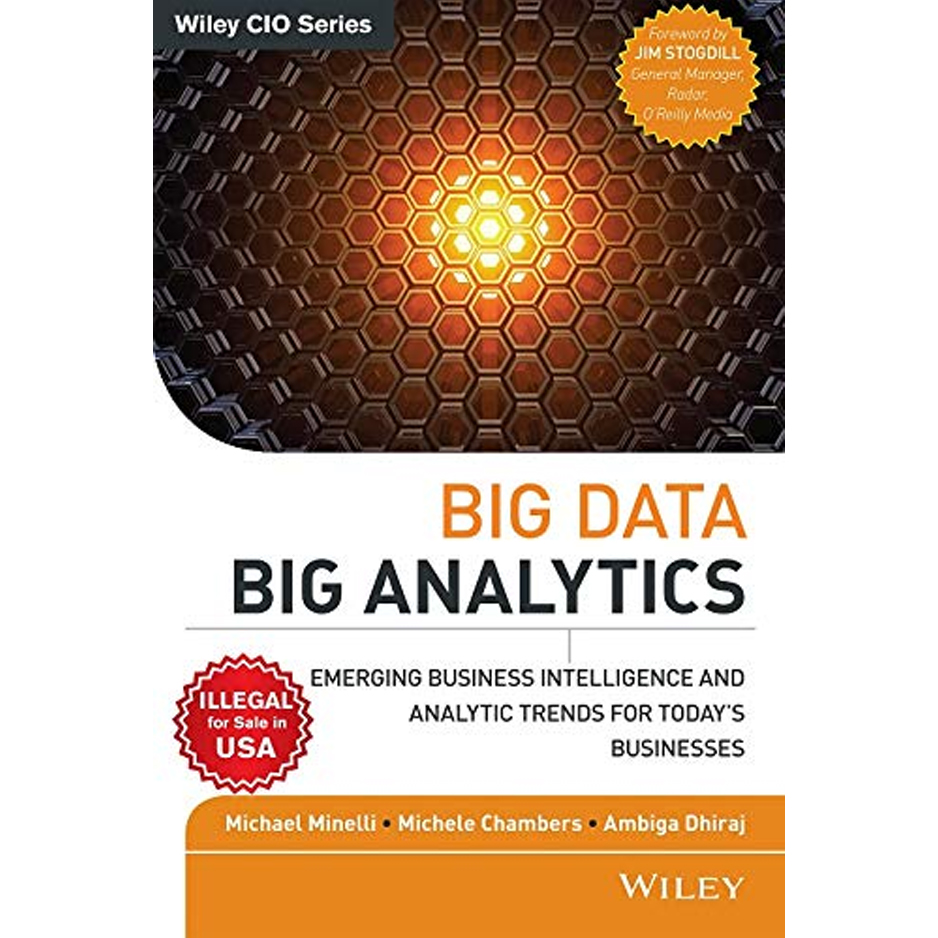 Wiley CIO Series
Foreword by
JIM STOGDILL
General Manager,
Radar,
O'Reilly Media
BIG DATA
BIG ANALYTICS
EMERGING BUSINESS INTELLIGENCE AND
ANALYTIC TRENDS FOR TODAY'S
BUSINESSES
ILLEGAL
for Sale in
USA
Michael Minelli • Michele Chambers • Ambiga Dhiraj
WILEY